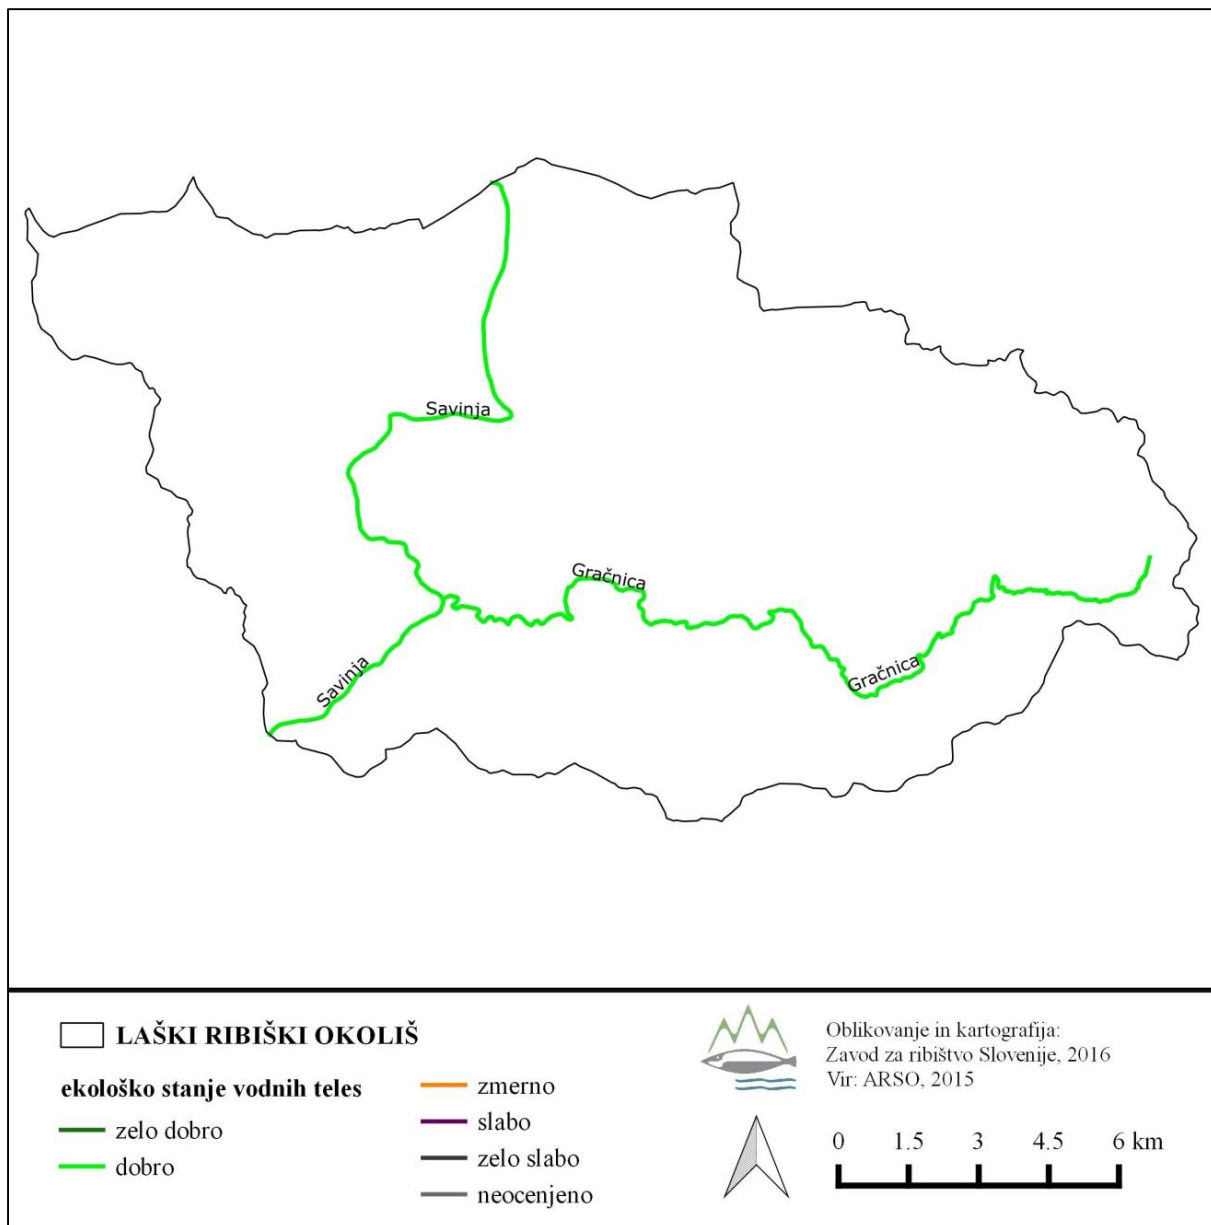 Savinja
Gračnica
Savinja
Gračnica
LAŠKI RIBIŠKI OKOLIŠ
ekološko stanje vodnih teles
zelo dobro
dobro
zmerno
slabo
zelo slabo
neocenjeno
Oblikovanje in kartografija:
Zavod za ribištvo Slovenije, 2016
Vir: ARSO, 2015
0 1.5 3 4.5 6 km